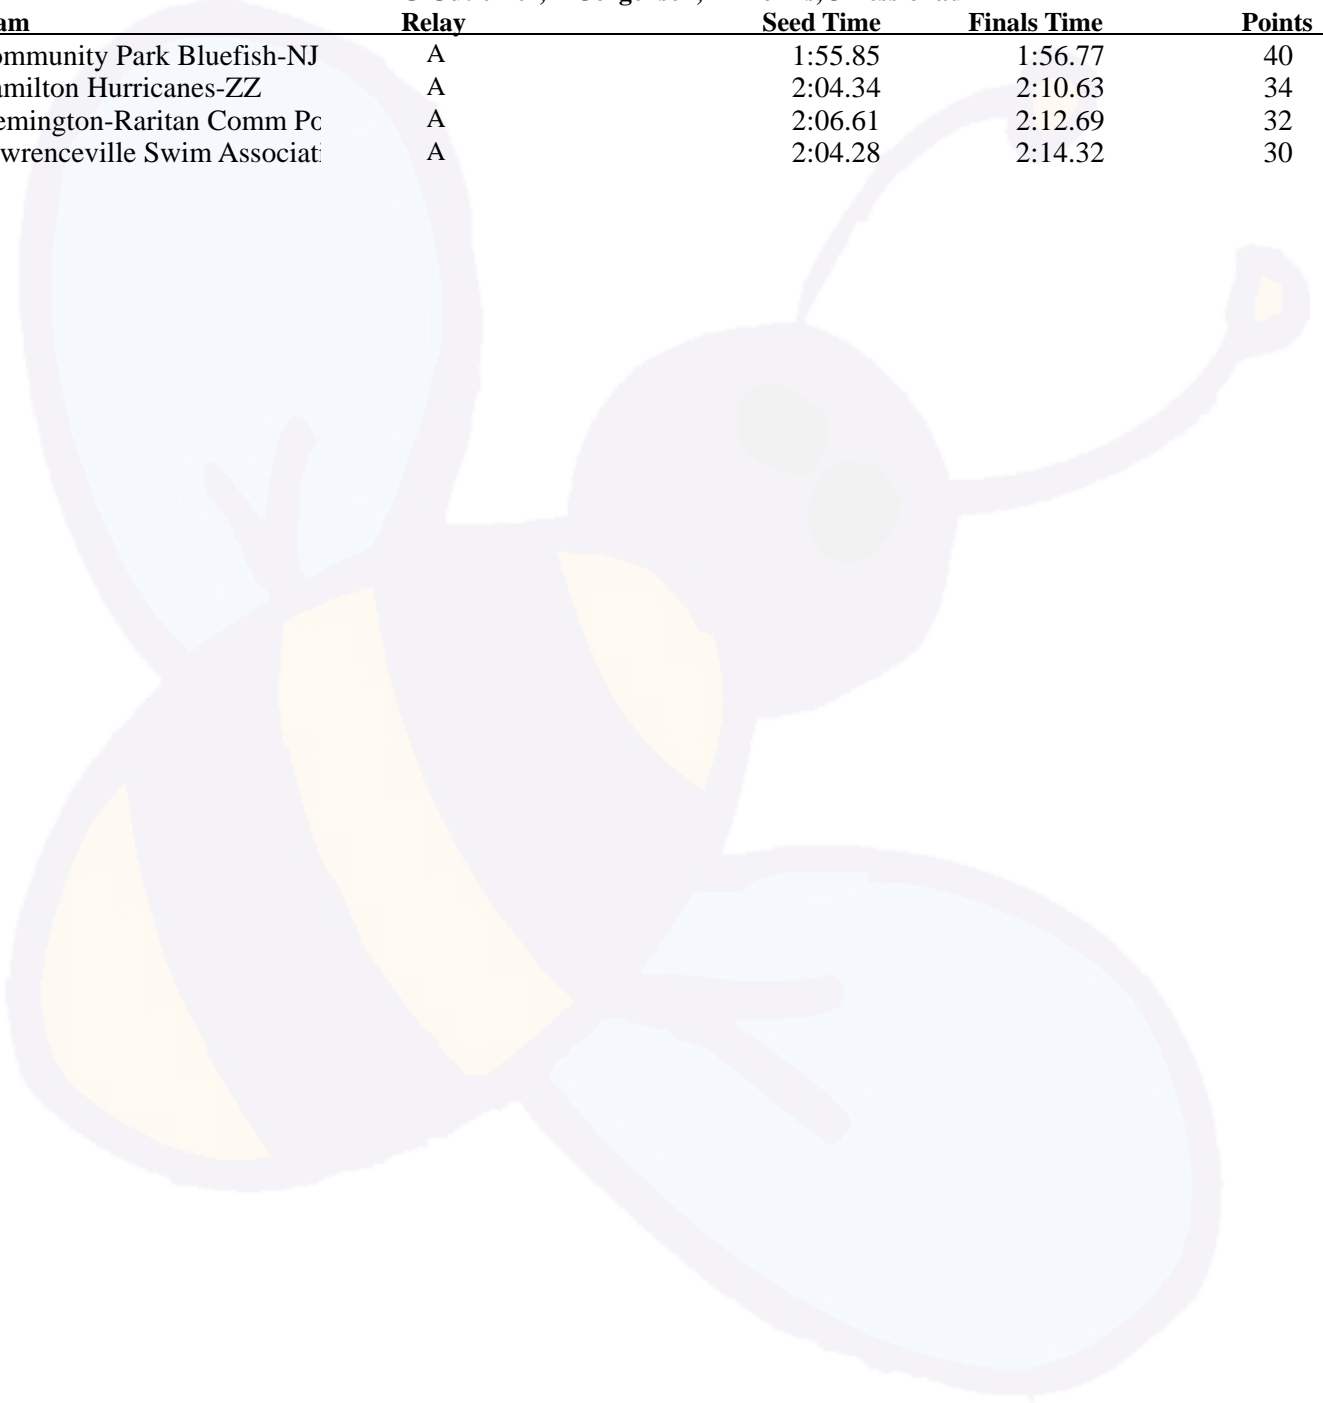 am Relay Seed Time Finals Time Points
ommunity Park Bluefish-NJ A 1:55.85 1:56.77 40
amilton Hurricanes-ZZ A 2:04.34 2:10.63 34
emington-Raritan Comm Po A 2:06.61 2:12.69 32
wrenceville Swim Associati A 2:04.28 2:14.32 30